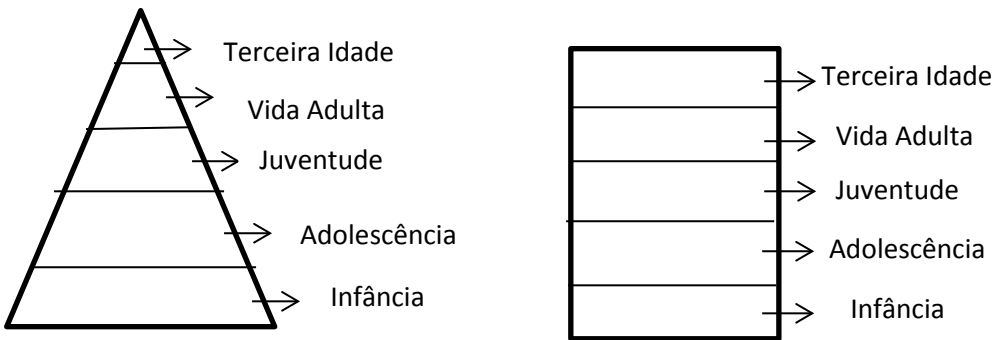 Terceira Idade
Vida Adulta
Juventude
Adolescência
Infância
Terceira Idade
Vida Adulta
Juventude
Adolescência
Infância